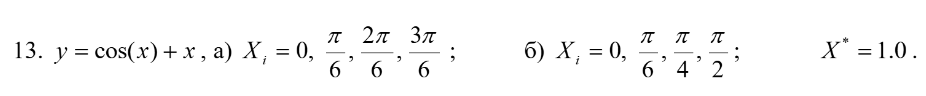 13. y = cos(x) + x , а) X_i = 0, π/6, 2π/6, 3π/6 ; б) X_i = 0, π/6, π/4, π/2 ; X^* = 1.0 .